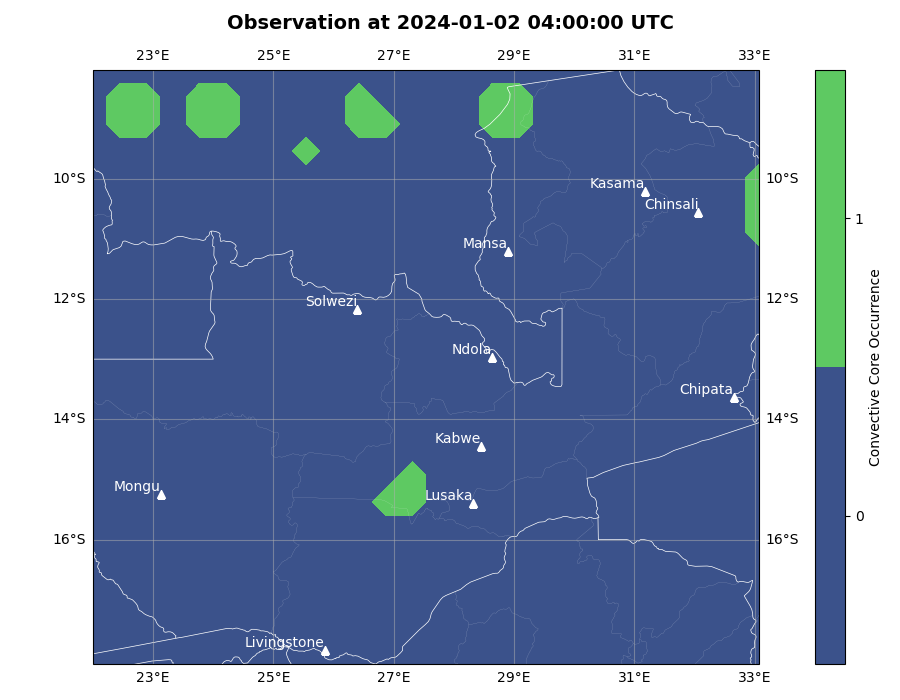 Observation at 2024-01-02 04:00:00 UTC
23°E 25°E 27°E 29°E 31°E 33°E
10°S 10°S
Kasama
Chinsali
1
Mansa
12°S 12°S
Solwezi
Ndola
Convective Core Occurrence
Chipata
14°S 14°S
Kabwe
Mongu
Lusaka
0
16°S 16°S
Livingstone
23°E 25°E 27°E 29°E 31°E 33°E